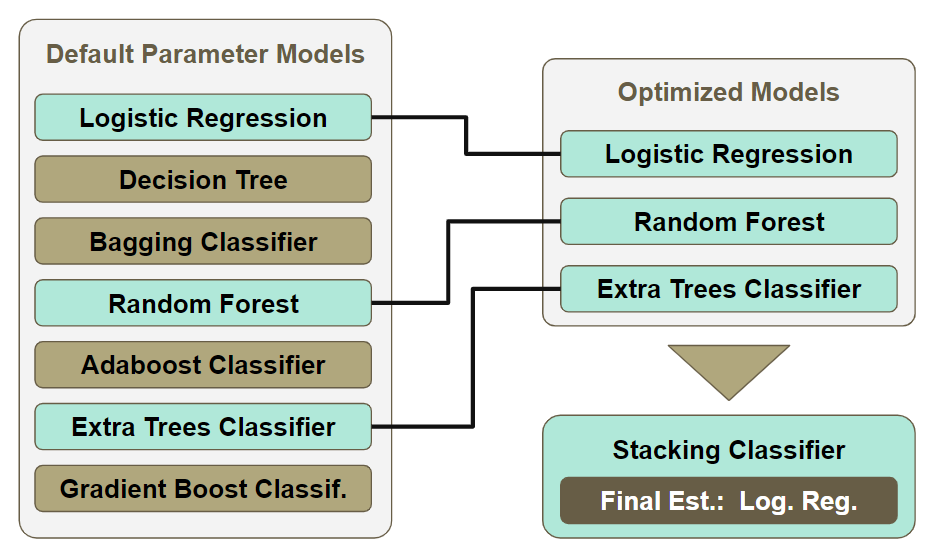 Default Parameter Models
Logistic Regression
Decision Tree
Bagging Classifier
Random Forest
Adaboost Classifier
Extra Trees Classifier
Gradient Boost Classif.
Optimized Models
Logistic Regression
Random Forest
Extra Trees Classifier
Stacking Classifier
Final Est.: Log. Reg.